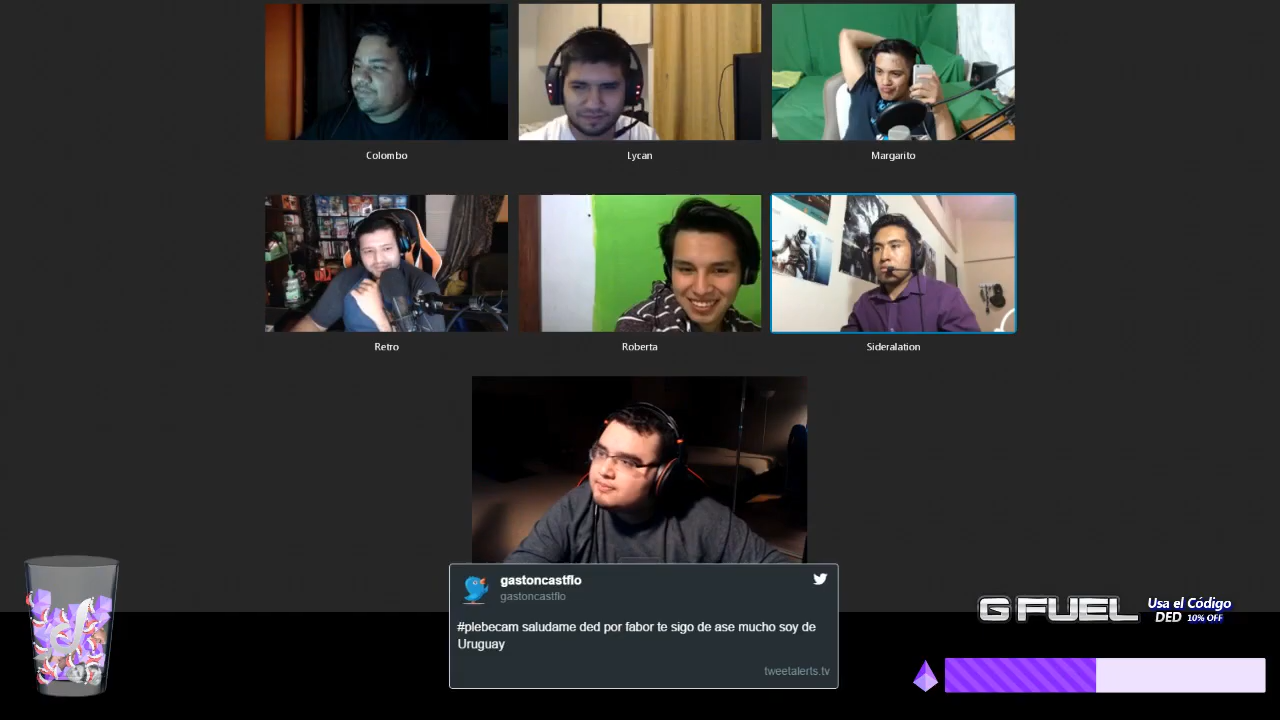 Colombo
Lycan
Margarito
Retro
Roberta
Sideralation
gastoncastflo
gastoncastflo
#plebecam saludame ded por fabor te sigo de ase mucho soy de
Uruguay
tweetalerts.tv
G FUEL
Usa el Código
DED 10% OFF